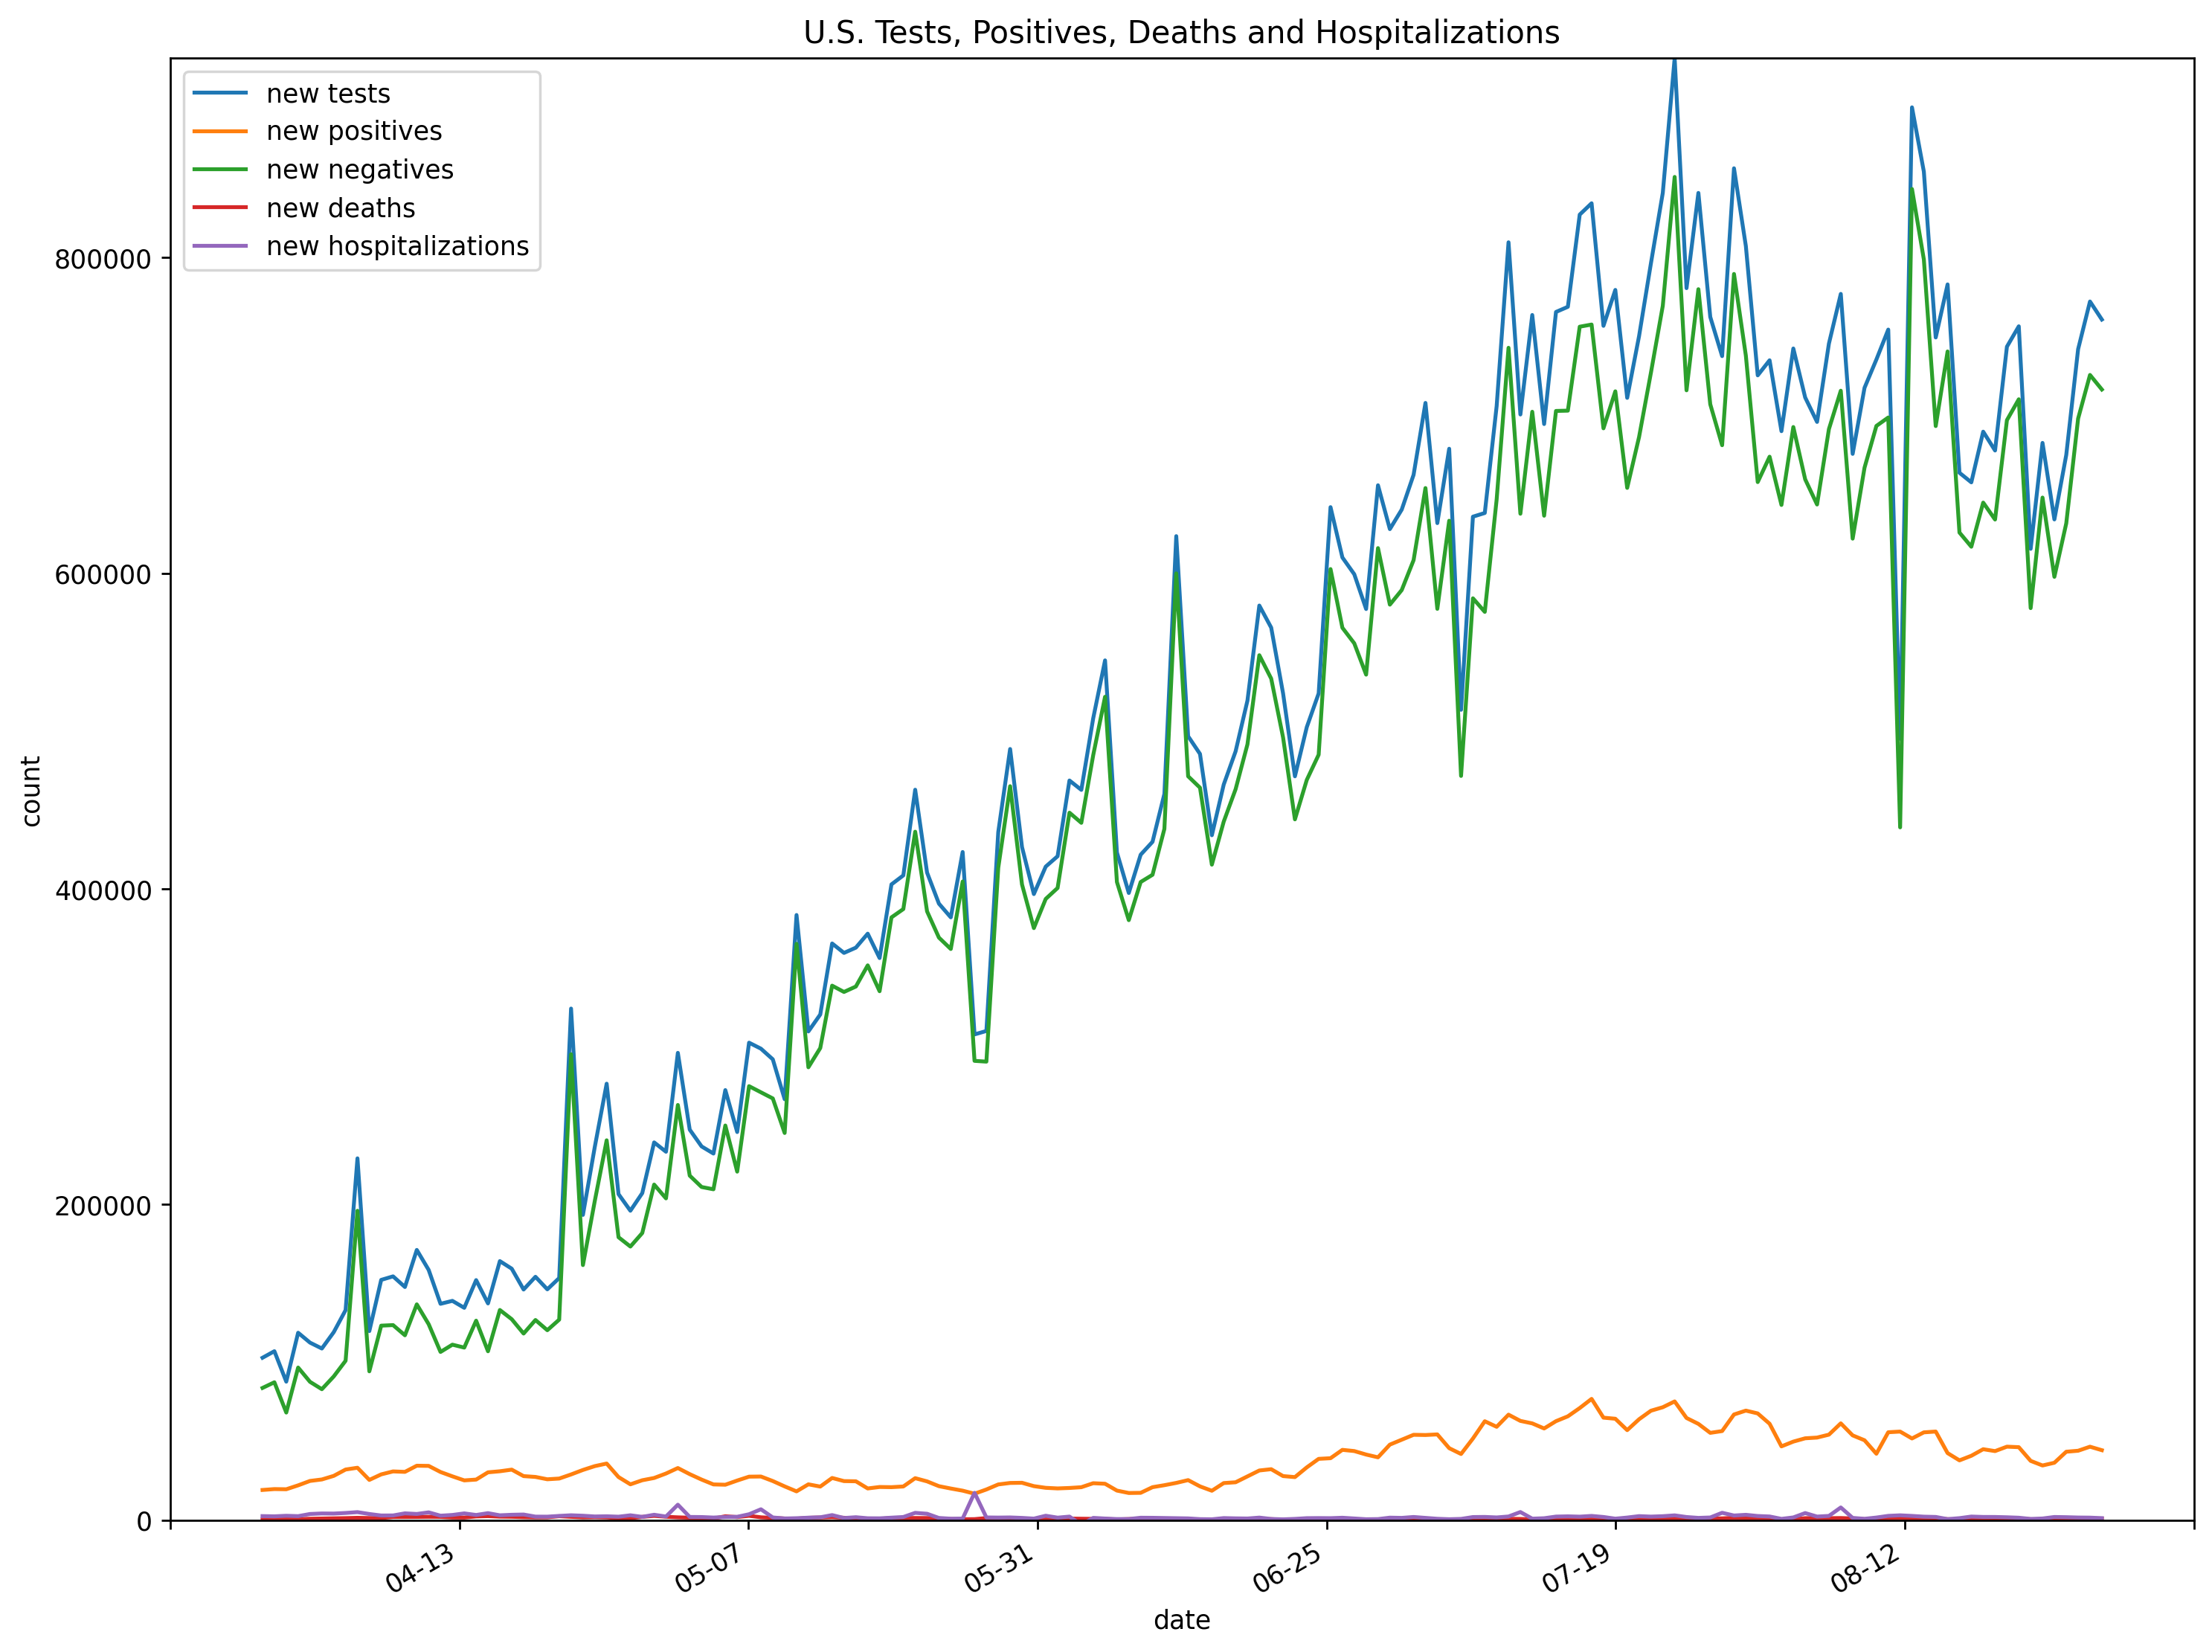 U.S. Tests, Positives, Deaths and Hospitalizations
new tests
new positives
new negatives
new deaths
new hospitalizations
800000
600000
400000
200000
0
count
04-13
05-07
05-31
06-25
07-19
08-12
date